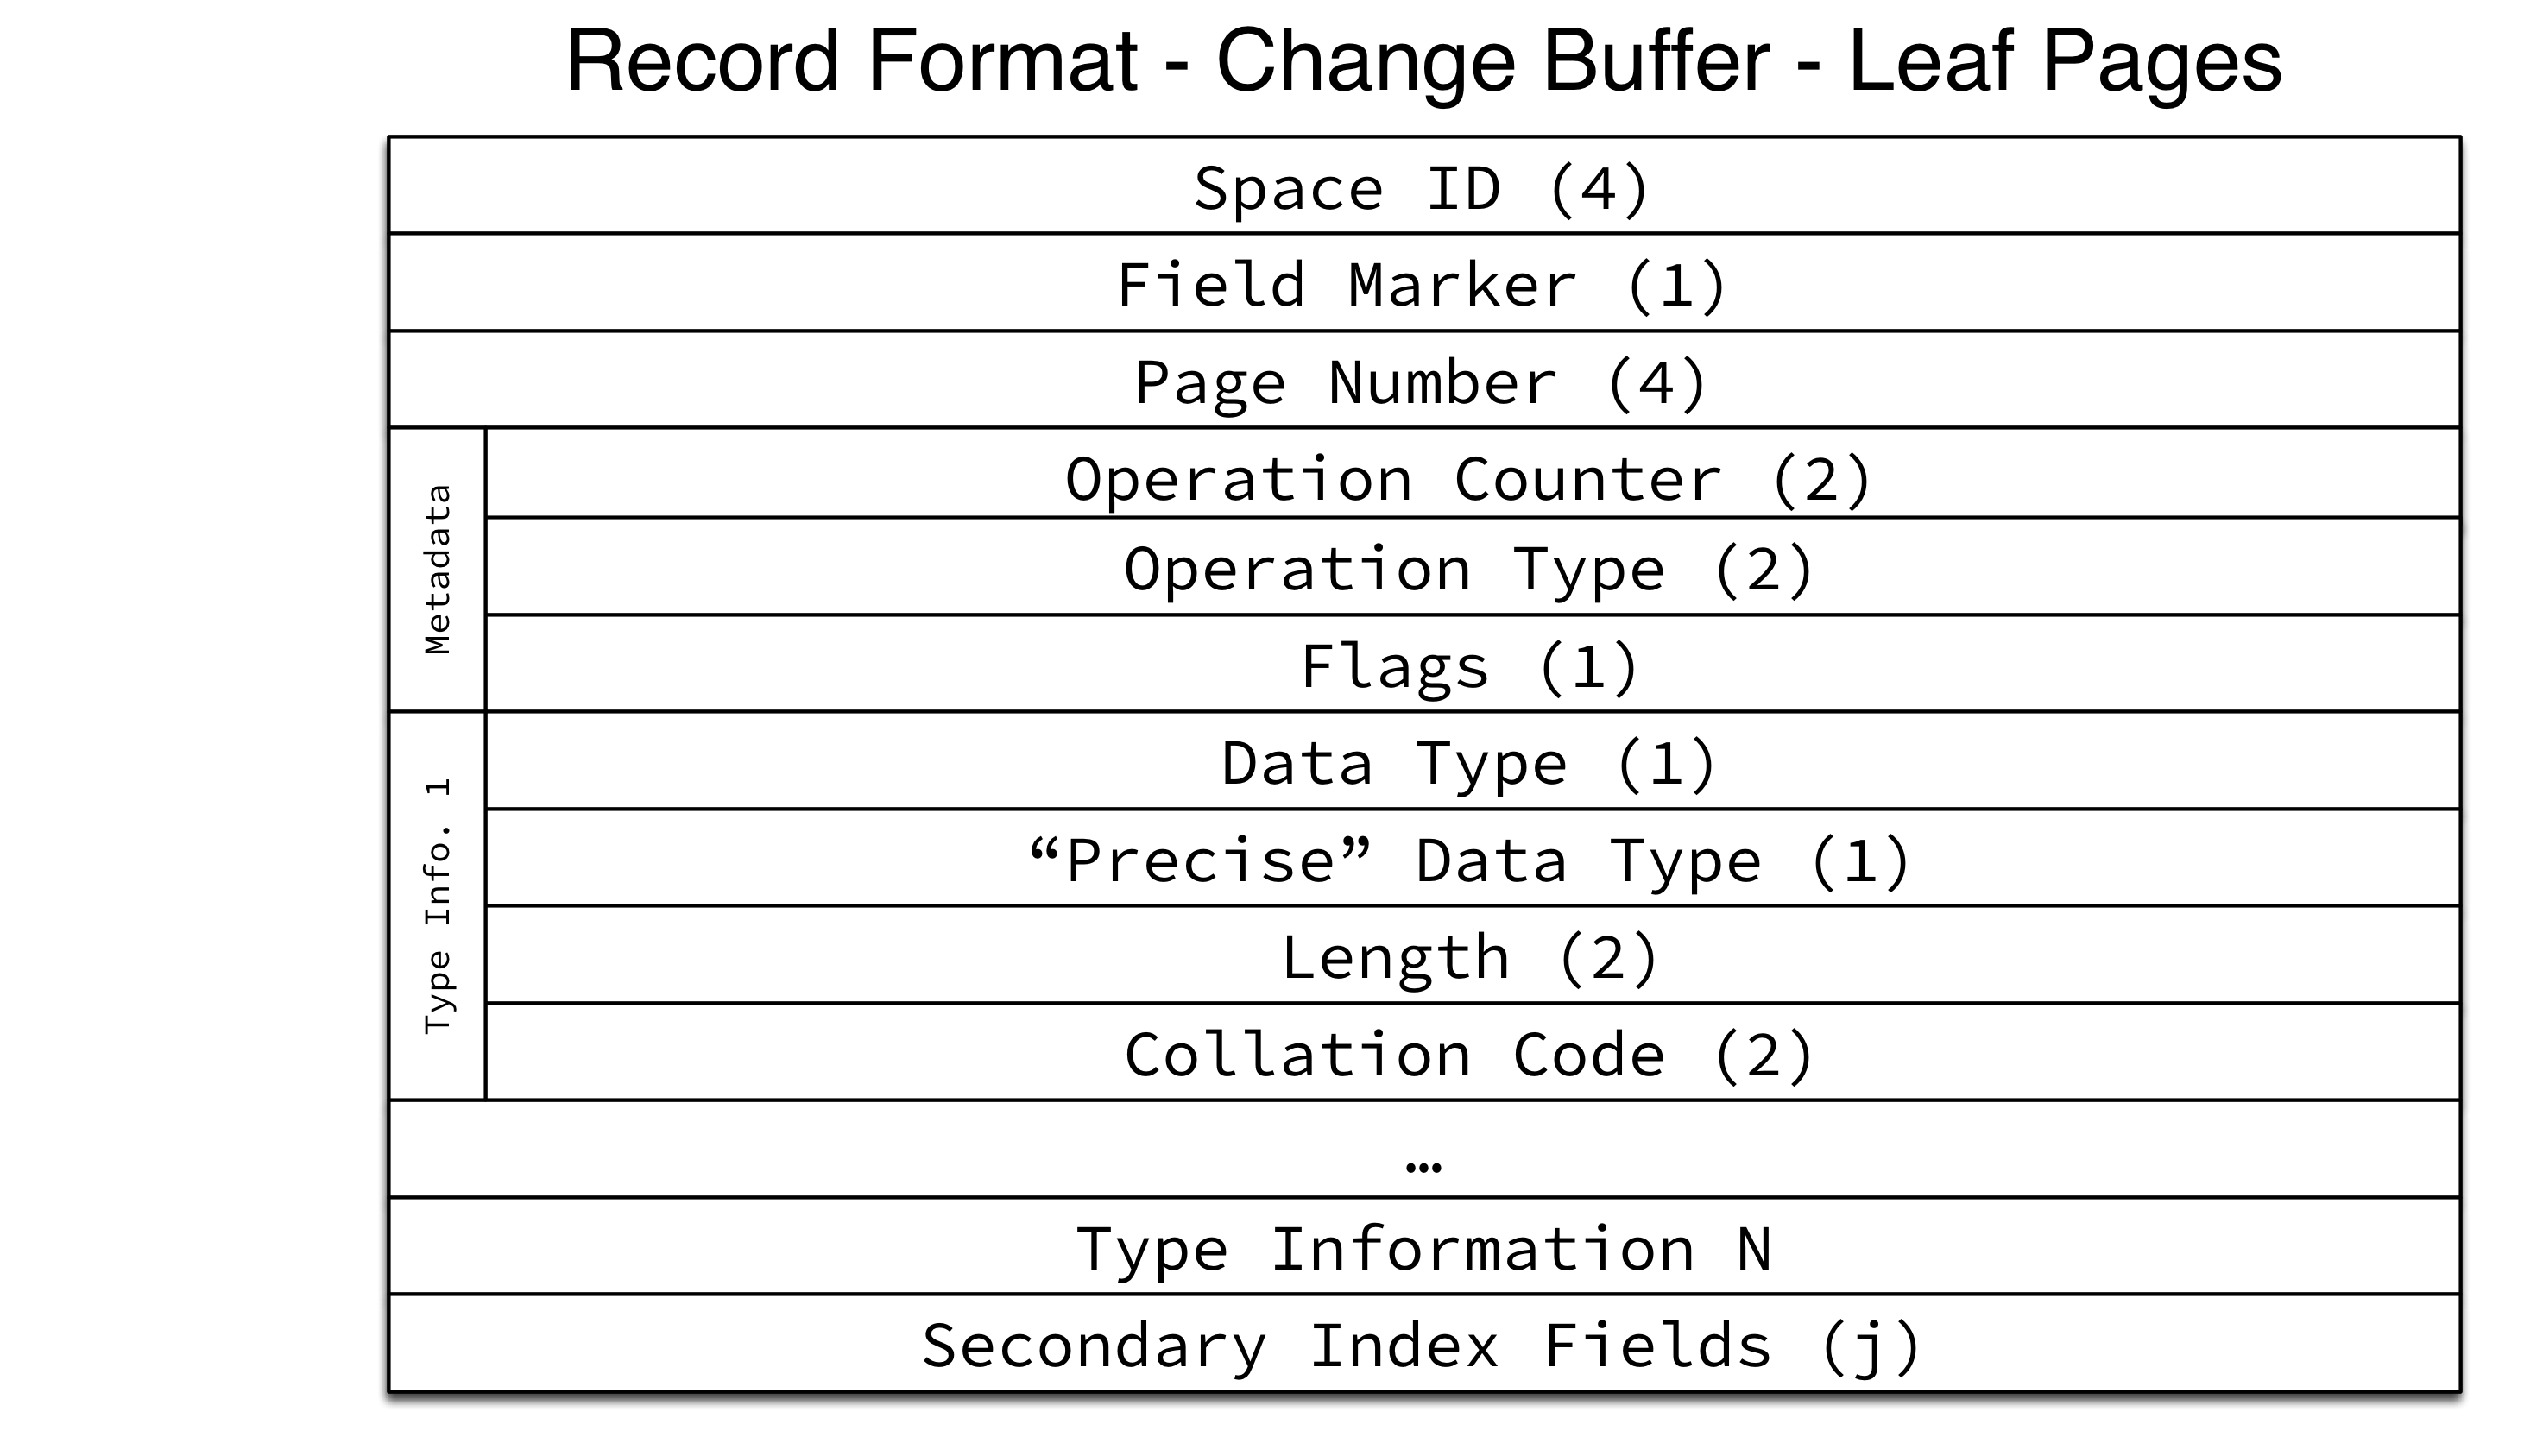 Record Format - Change Buffer - Leaf Pages
Space ID (4)
Field Marker (1)
Page Number (4)
Metadata
Operation Counter (2)
Operation Type (2)
Flags (1)
Type Info. 1
Data Type (1)
“Precise” Data Type (1)
Length (2)
Collation Code (2)
…
Type Information N
Secondary Index Fields (j)